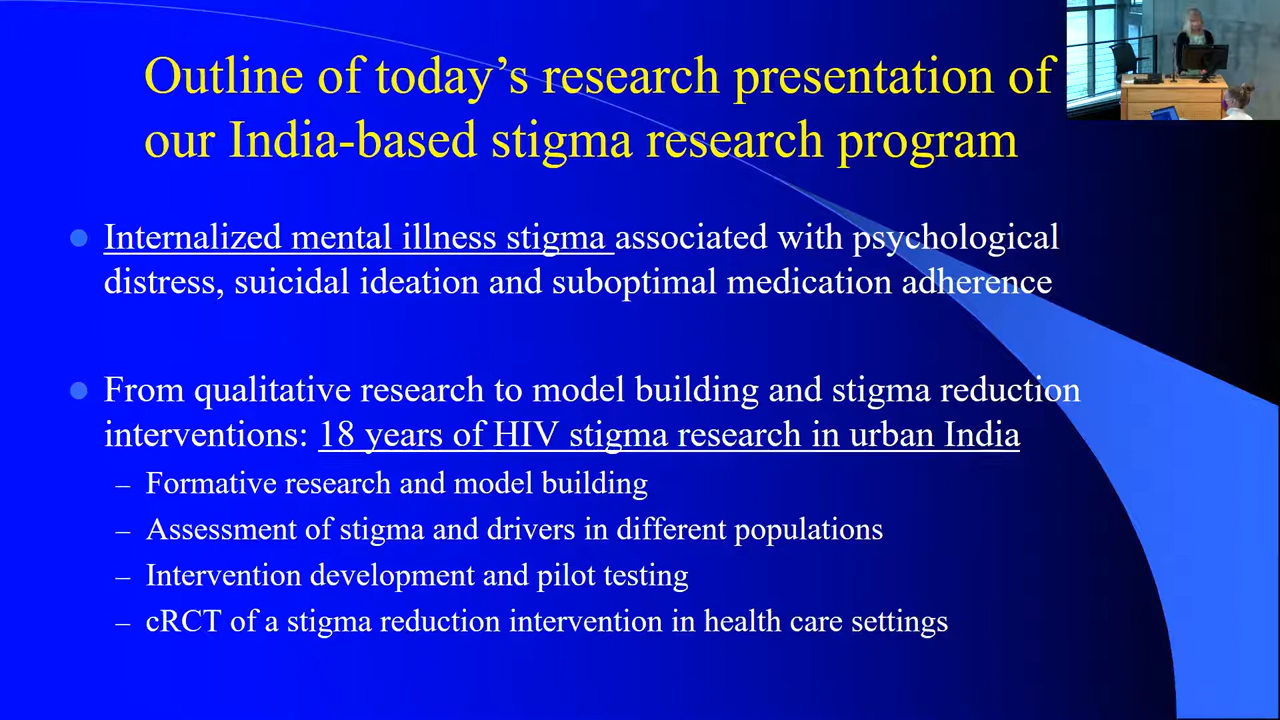 Outline of today's research presentation of
our India-based stigma research program
Internalized mental illness stigma associated with psychological
distress, suicidal ideation and suboptimal medication adherence
From qualitative research to model building and stigma reduction
interventions: 18 years of HIV stigma research in urban India
– Formative research and model building
– Assessment of stigma and drivers in different populations
– Intervention development and pilot testing
– cRCT of a stigma reduction intervention in health care settings